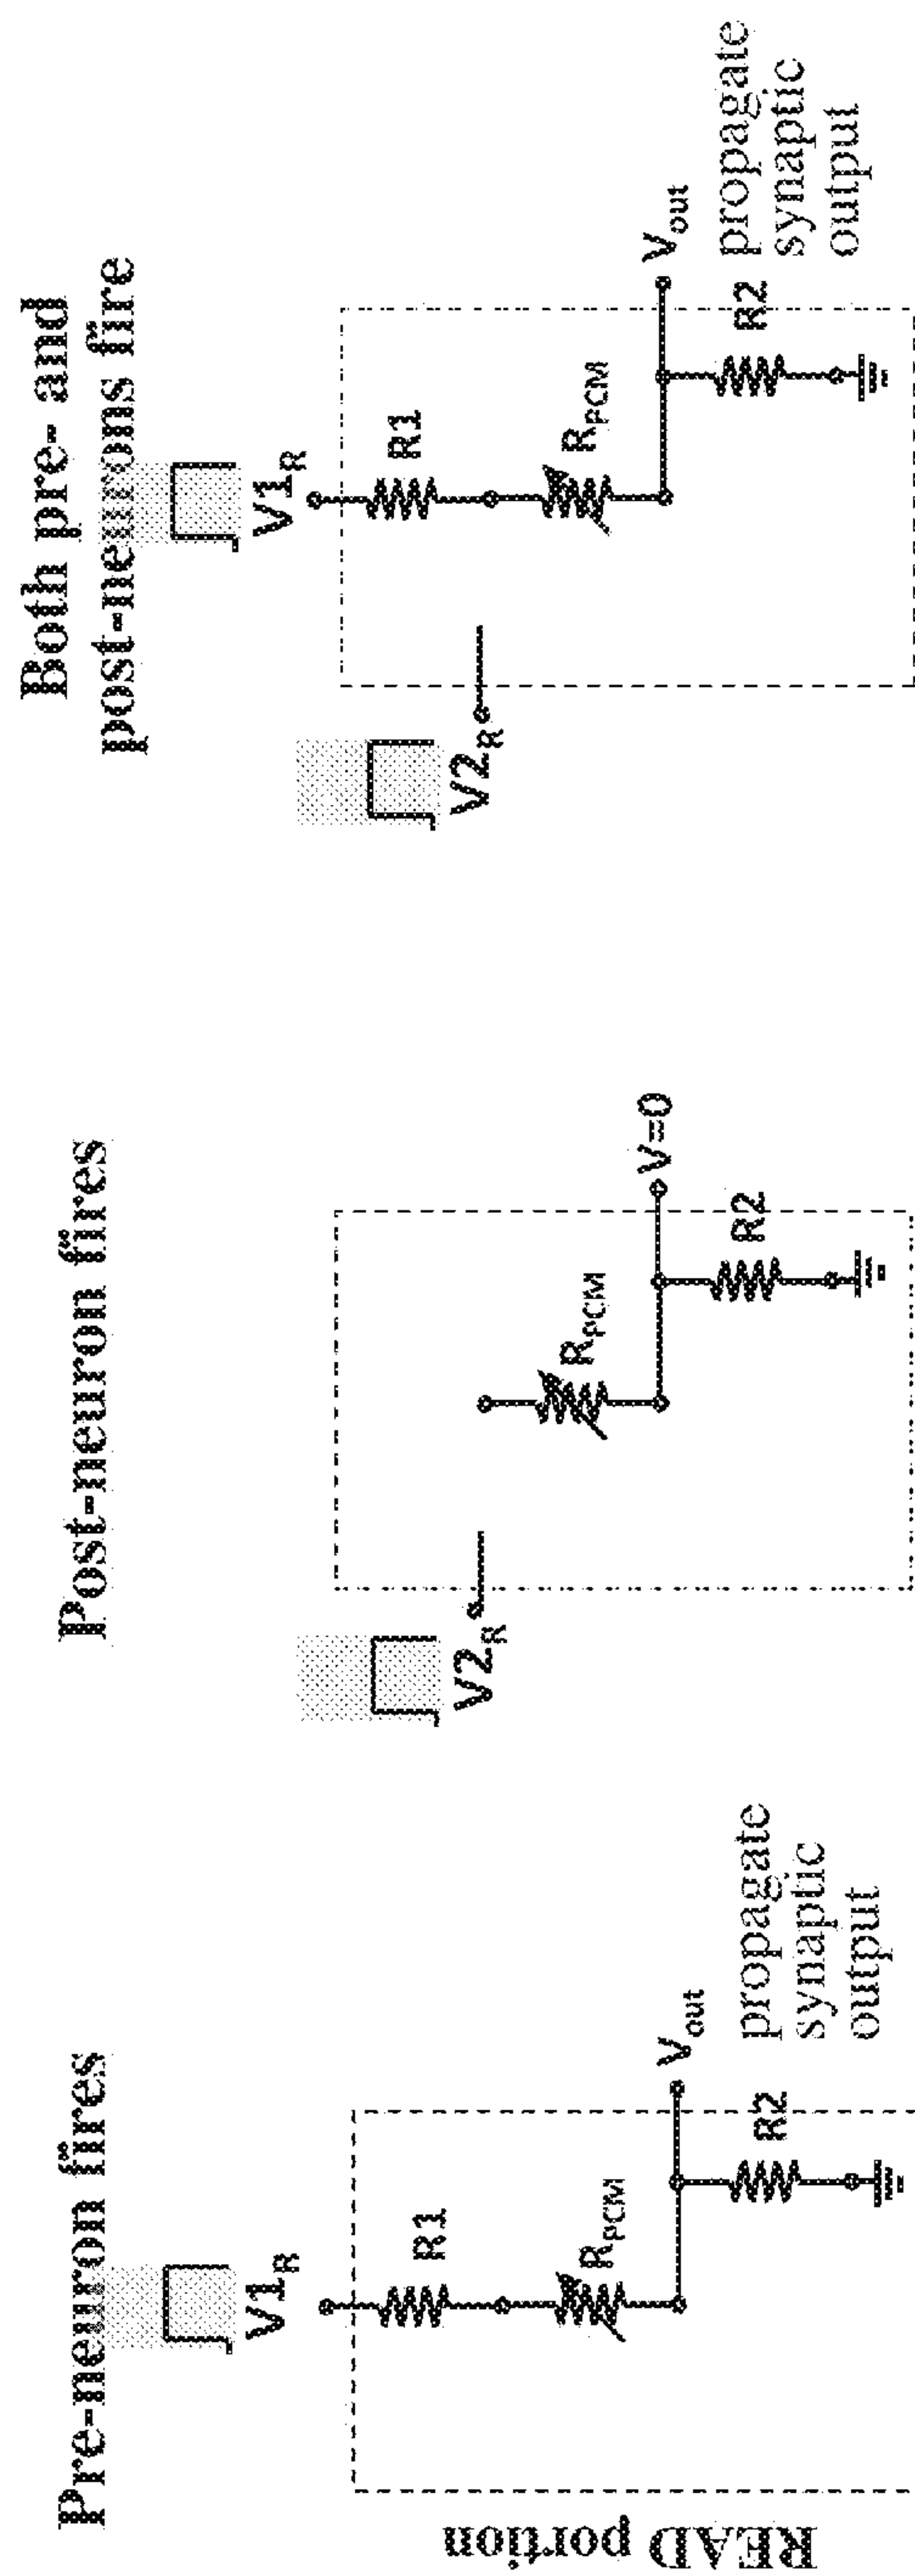 READ portion
Pre-neuron fires
V1R
R1
RPCM
R2
Vout
propagate
synaptic
output
Post-neuron fires
V2R
RPCM
R2
V=0
Both pre- and
post-neurons fire
V1R
V2R
R1
RPCM
R2
Vout
propagate
synaptic
output